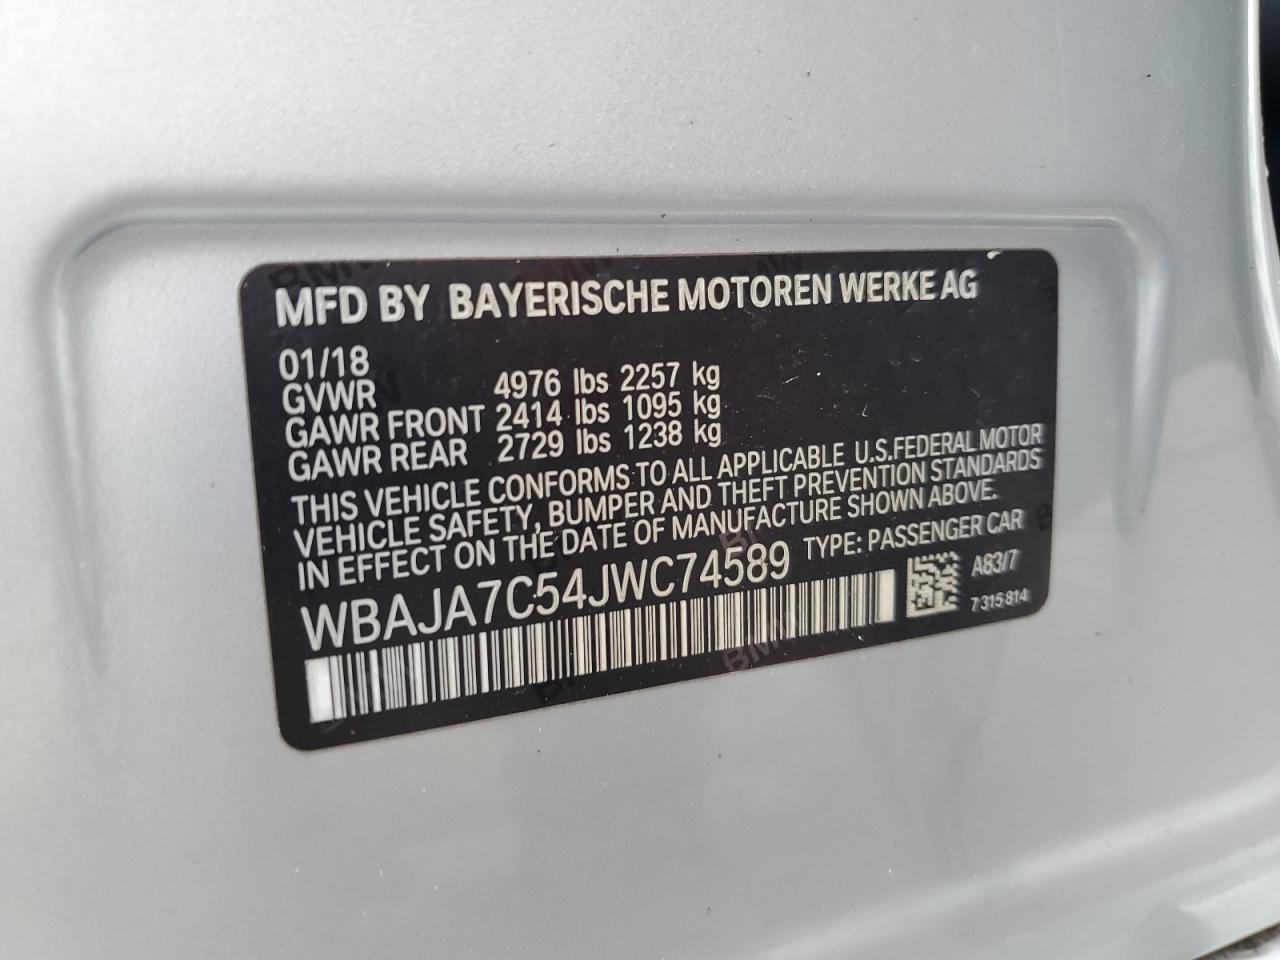 MFD BY BAYERISCHE MOTOREN WERKE AG
01/18
GVWR 4976 lbs 2257 kg
GAWR FRONT 2414 lbs 1095 kg
GAWR REAR 2729 lbs 1238 kg
THIS VEHICLE CONFORMS TO ALL APPLICABLE U.S.FEDERAL MOTOR
VEHICLE SAFETY, BUMPER AND THEFT PREVENTION STANDARDS
IN EFFECT ON THE DATE OF MANUFACTURE SHOWN ABOVE.
WBAJA7C54JWC74589 TYPE: PASSENGER CAR
A83/7
7 315 814